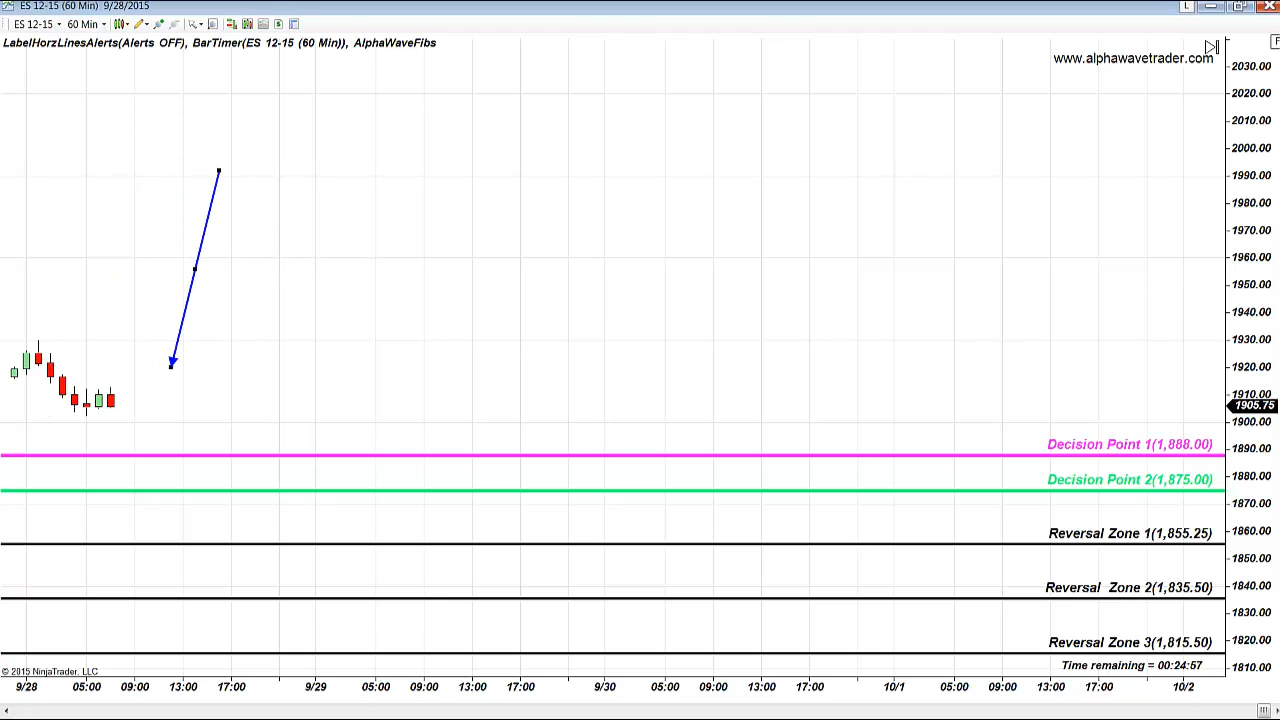 ES 12-15 (60 Min) 9/28/2015
L
ES 12-15 60 Min
LabelHorzLinesAlerts(Alerts OFF), BarTimer(ES 12-15 (60 Min)), AlphaWaveFibs
F
www.alphawavetrader.com
2030.00
2020.00
2010.00
2000.00
1990.00
1980.00
1970.00
1960.00
1950.00
1940.00
1930.00
1920.00
1910.00
1905.75
1900.00
Decision Point 1(1,888.00)
1890.00
Decision Point 2(1,875.00)
1880.00
1870.00
Reversal Zone 1(1,855.25)
1860.00
1850.00
Reversal Zone 2(1,835.50)
1840.00
1830.00
Reversal Zone 3(1,815.50)
1820.00
© 2015 NinjaTrader, LLC
Time remaining = 00:24:57
1810.00
9/28 05:00 09:00 13:00 17:00 9/29 05:00 09:00 13:00 17:00 9/30 05:00 09:00 13:00 17:00 10/1 05:00 09:00 13:00 17:00 10/2